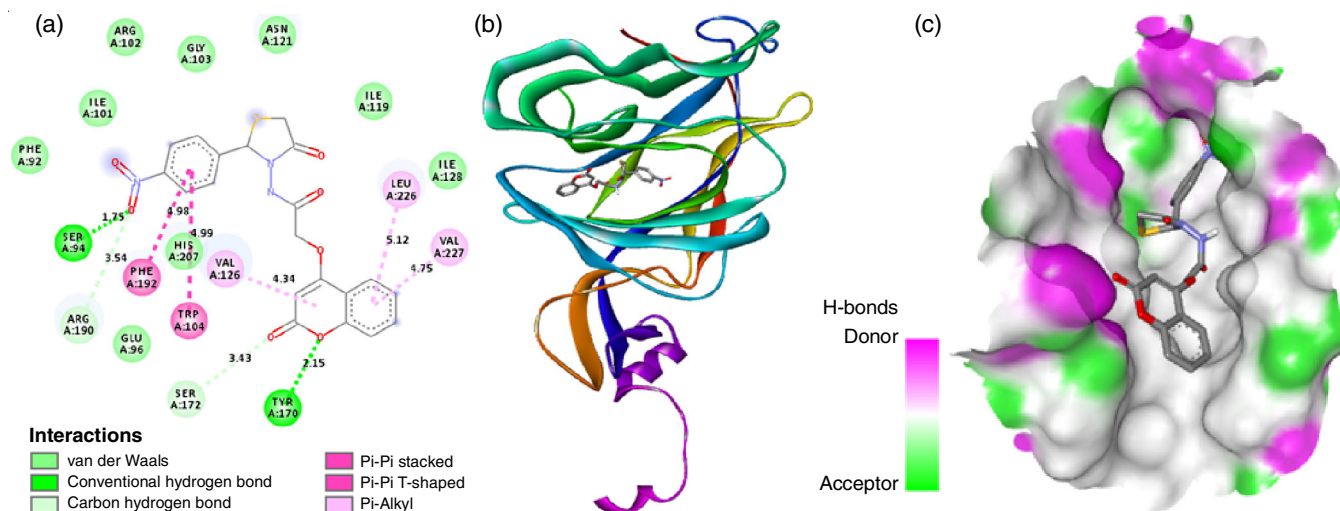 (a)
ARG
A:102
GLY
A:103
ASN
A:121
ILE
A:101
ILE
A:119
PHE
A:92
S
O
N
N
O
O
N
O
O
ILE
A:128
LEU
A:226
1.75
4.98
SER
A:94
4.99
HIS
A:207
3.54
PHE
A:192
VAL
A:126
4.34
5.12
VAL
A:227
4.75
TRP
A:104
ARG
A:190
GLU
A:96
O
O
O
3.43
2.15
SER
A:172
TYR
A:170
Interactions
van der Waals
Conventional hydrogen bond
Carbon hydrogen bond
Pi-Pi stacked
Pi-Pi T-shaped
Pi-Alkyl
(b)
(c)
H-bonds
Donor
Acceptor